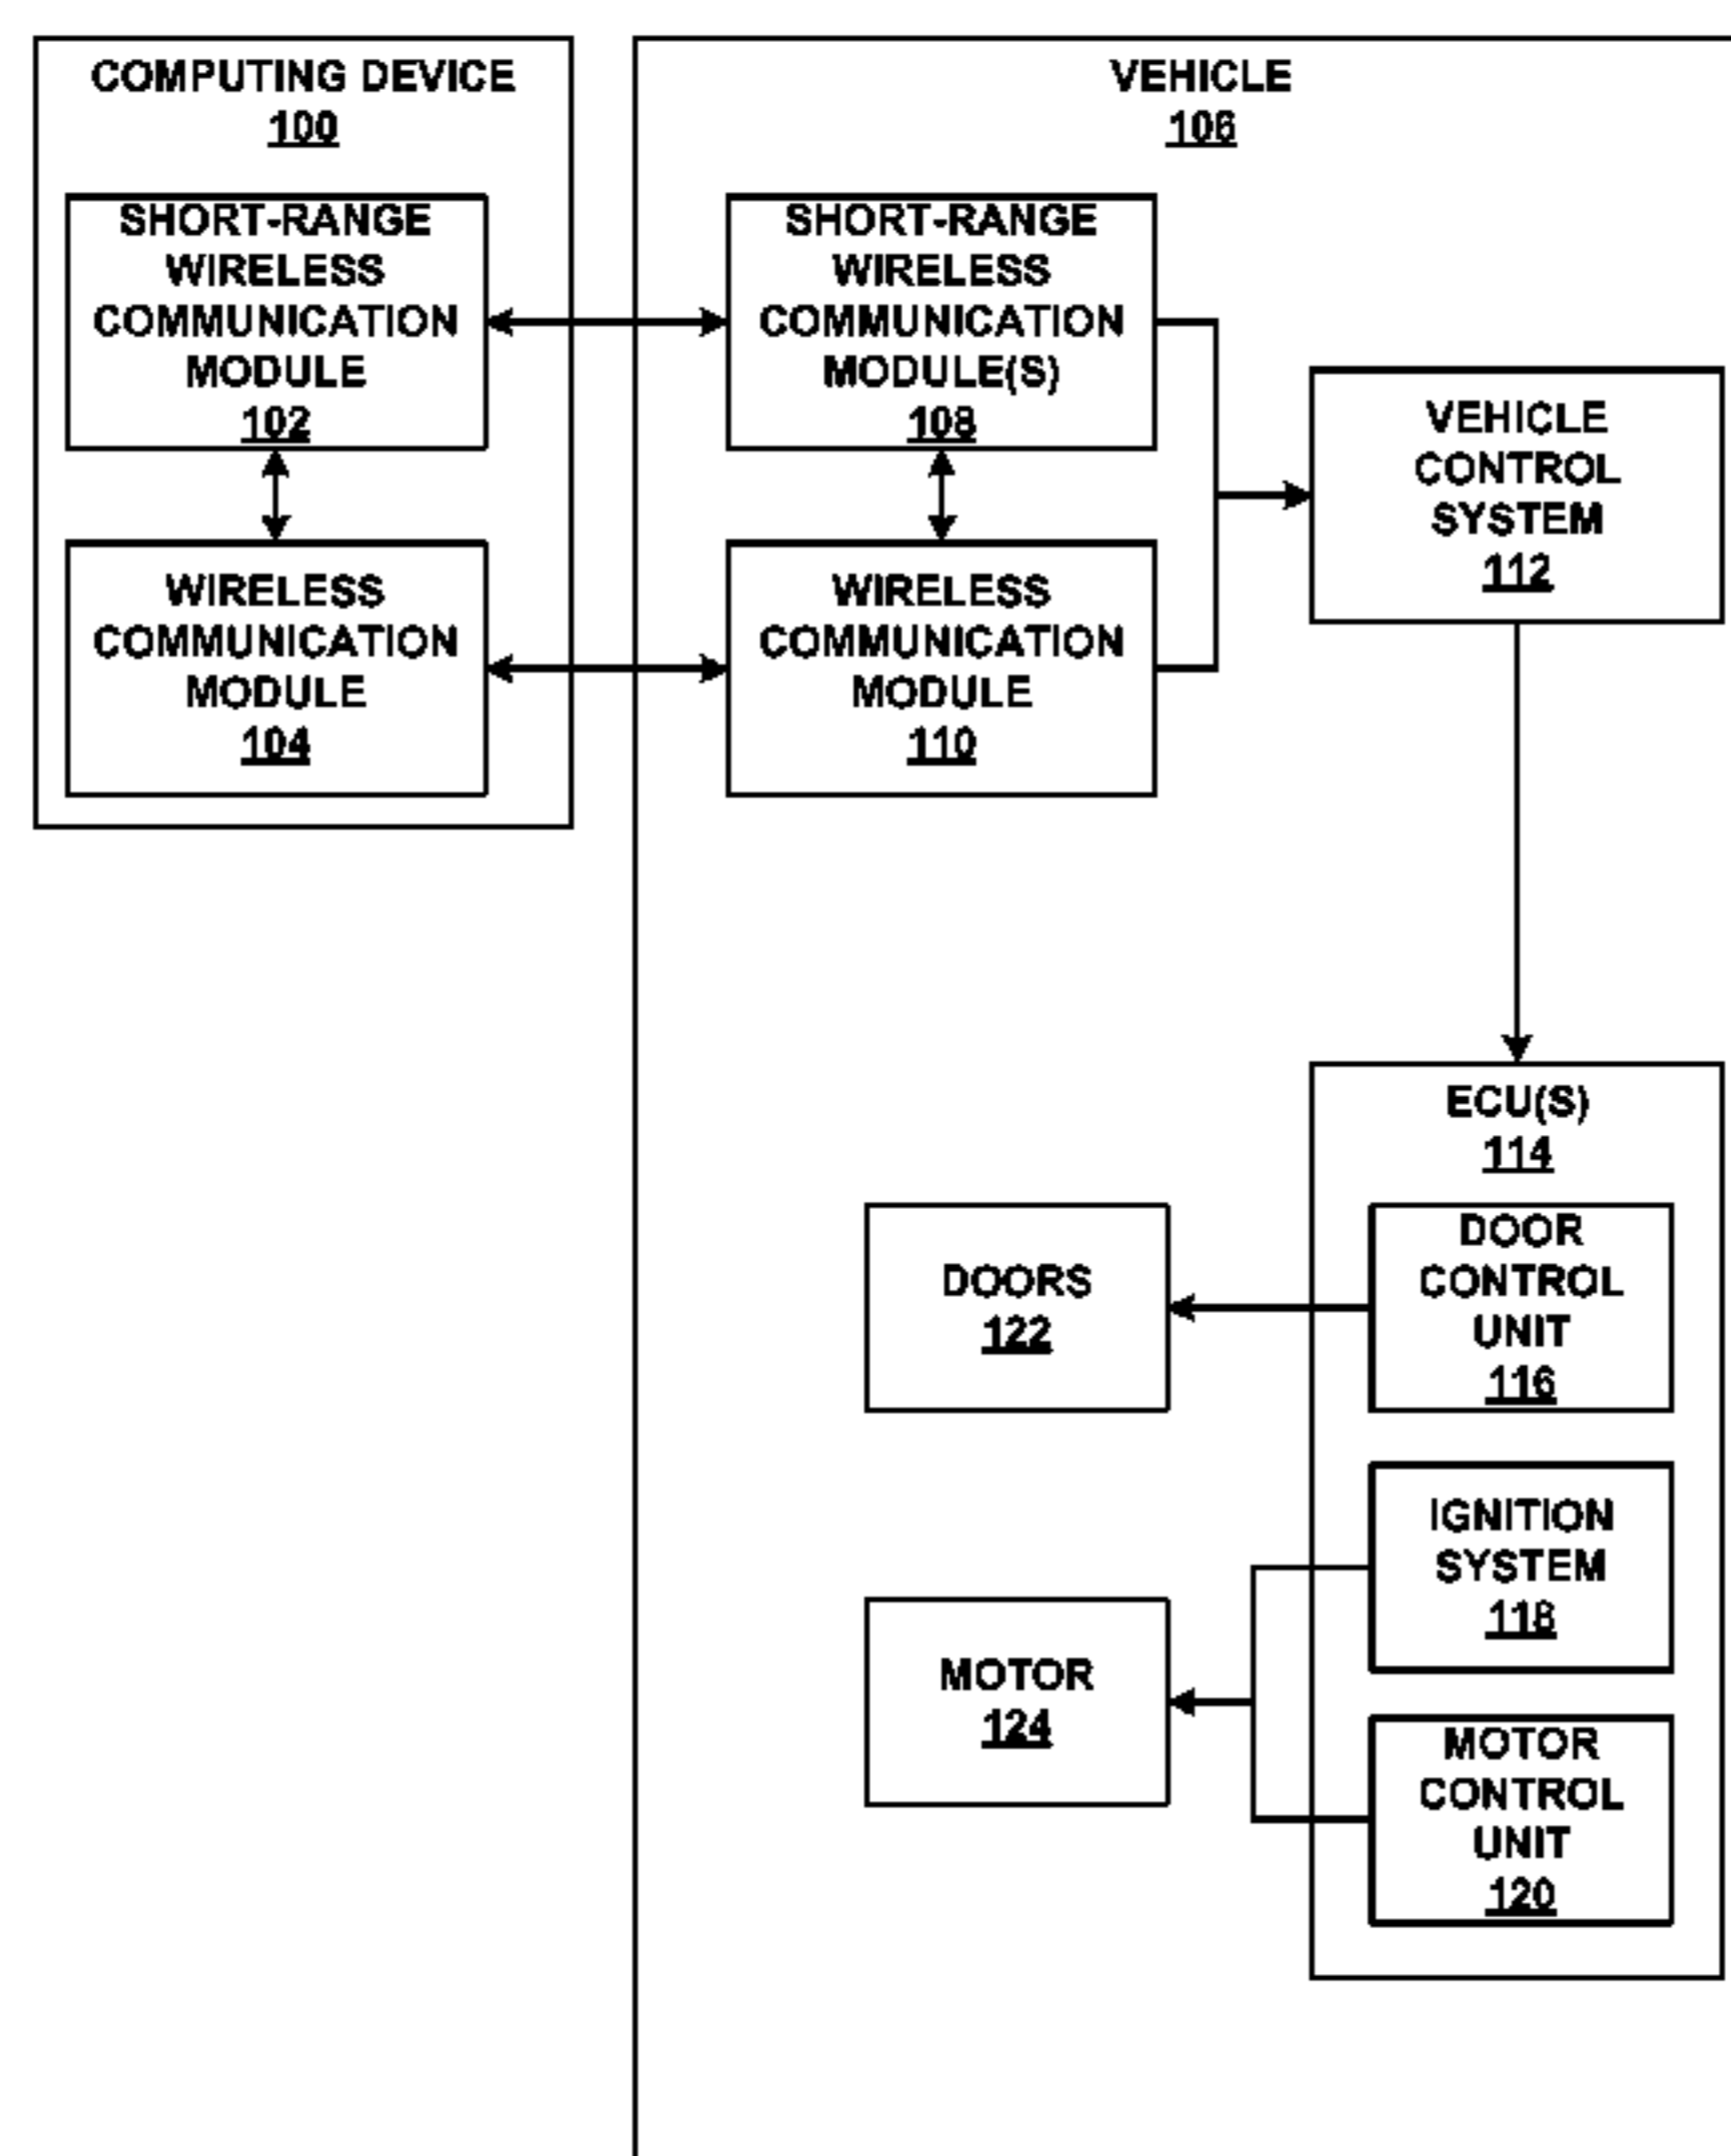 COMPUTING DEVICE
100
SHORT-RANGE
WIRELESS
COMMUNICATION
MODULE
102
WIRELESS
COMMUNICATION
MODULE
104
VEHICLE
106
SHORT-RANGE
WIRELESS
COMMUNICATION
MODULE(S)
108
WIRELESS
COMMUNICATION
MODULE
110
VEHICLE
CONTROL
SYSTEM
112
ECU(S)
114
DOOR
CONTROL
UNIT
116
IGNITION
SYSTEM
118
MOTOR
CONTROL
UNIT
120
DOORS
122
MOTOR
124